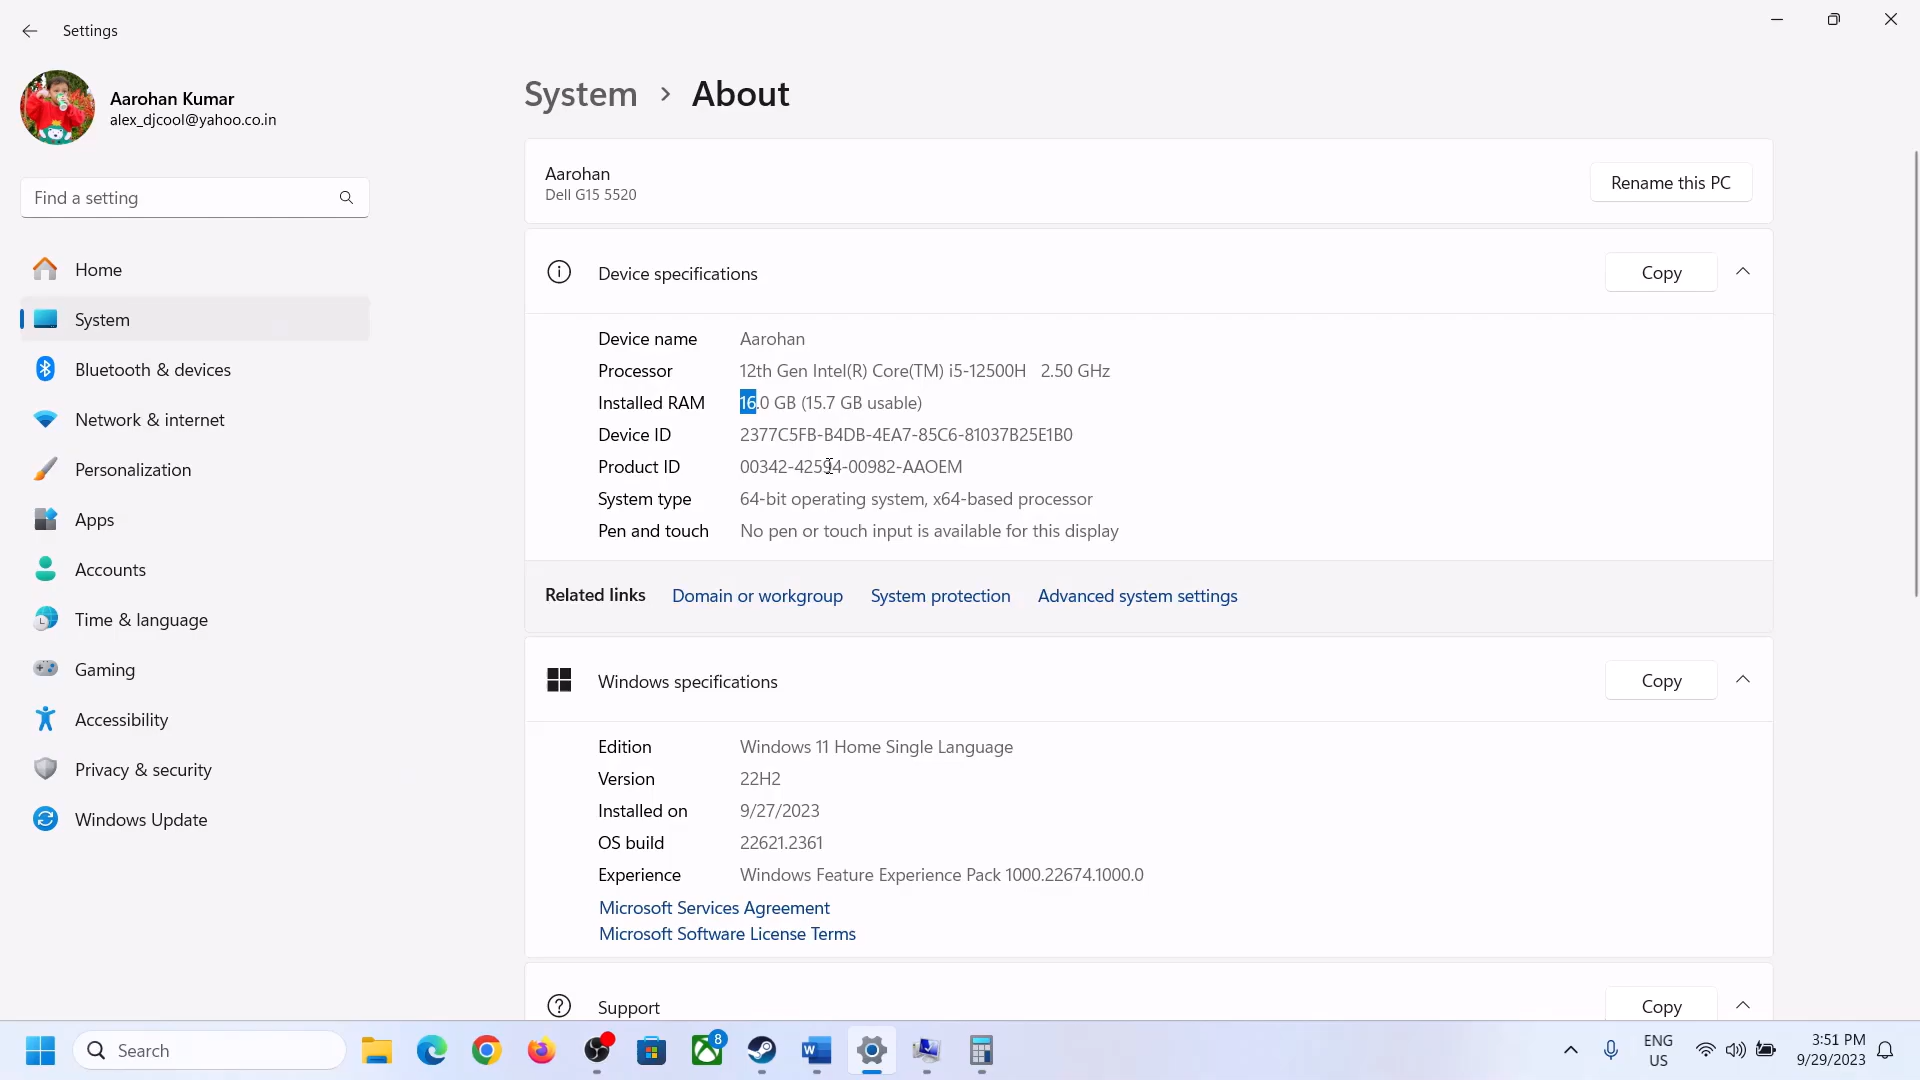 Settings
Aarohan Kumar
alex_djcool@yahoo.co.in
Find a setting
Home
System
Bluetooth & devices
Network & internet
Personalization
Apps
Accounts
Time & language
Gaming
Accessibility
Privacy & security
Windows Update
System > About
Aarohan
Dell G15 5520
Rename this PC
Device specifications
Copy
Device name Aarohan
Processor 12th Gen Intel(R) Core(TM) i5-12500H 2.50 GHz
Installed RAM 16.0 GB (15.7 GB usable)
Device ID 2377C5FB-B4DB-4EA7-85C6-81037B25E1B0
Product ID 00342-42594-00982-AAOEM
System type 64-bit operating system, x64-based processor
Pen and touch No pen or touch input is available for this display
Related links Domain or workgroup System protection Advanced system settings
Windows specifications
Copy
Edition Windows 11 Home Single Language
Version 22H2
Installed on 9/27/2023
OS build 22621.2361
Experience Windows Feature Experience Pack 1000.22674.1000.0
Microsoft Services Agreement
Microsoft Software License Terms
Support
Copy
Search
8
ENG
US
3:51 PM
9/29/2023